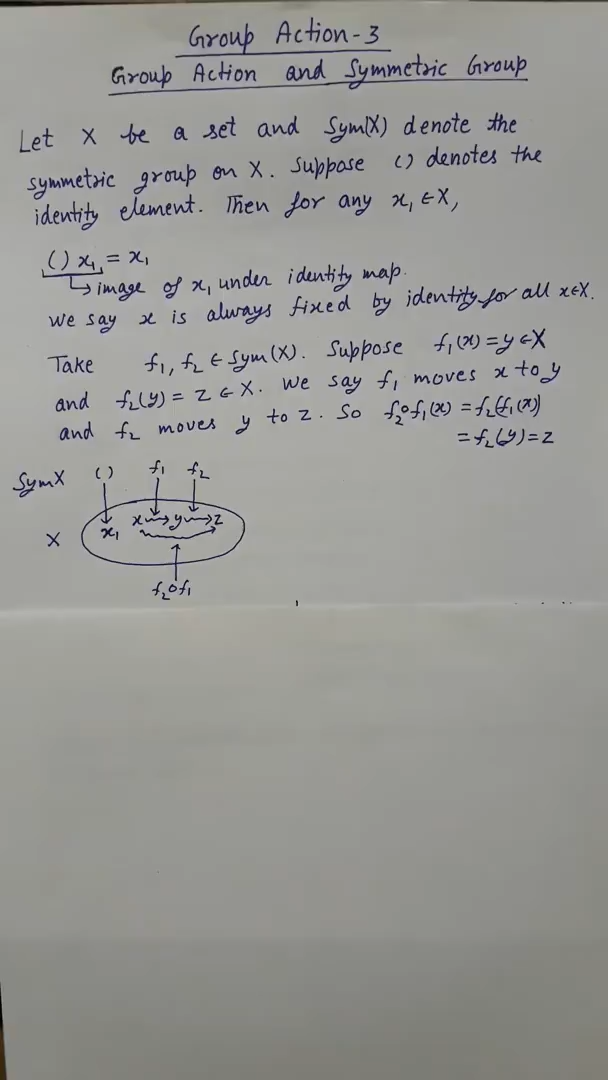 Group Action-3
Group Action and Symmetric Group
Let X be a set and Sym(X) denote the
symmetric group on X. Suppose () denotes the
identity element. Then for any x₁ ∈ X,
() x₁ = x₁
↳ image of x₁ under identity map.
We say x is always fixed by identity for all x∈X.
Take f₁, f₂ ∈ Sym(X). Suppose f₁(x) = y ∈ X
and f₂(y) = z ∈ X. We say f₁ moves x to y
and f₂ moves y to z. So f₂∘f₁(x) = f₂(f₁(x))
= f₂(y) = z
SymX () f₁ f₂
X x₁ x → y → z
f₂∘f₁